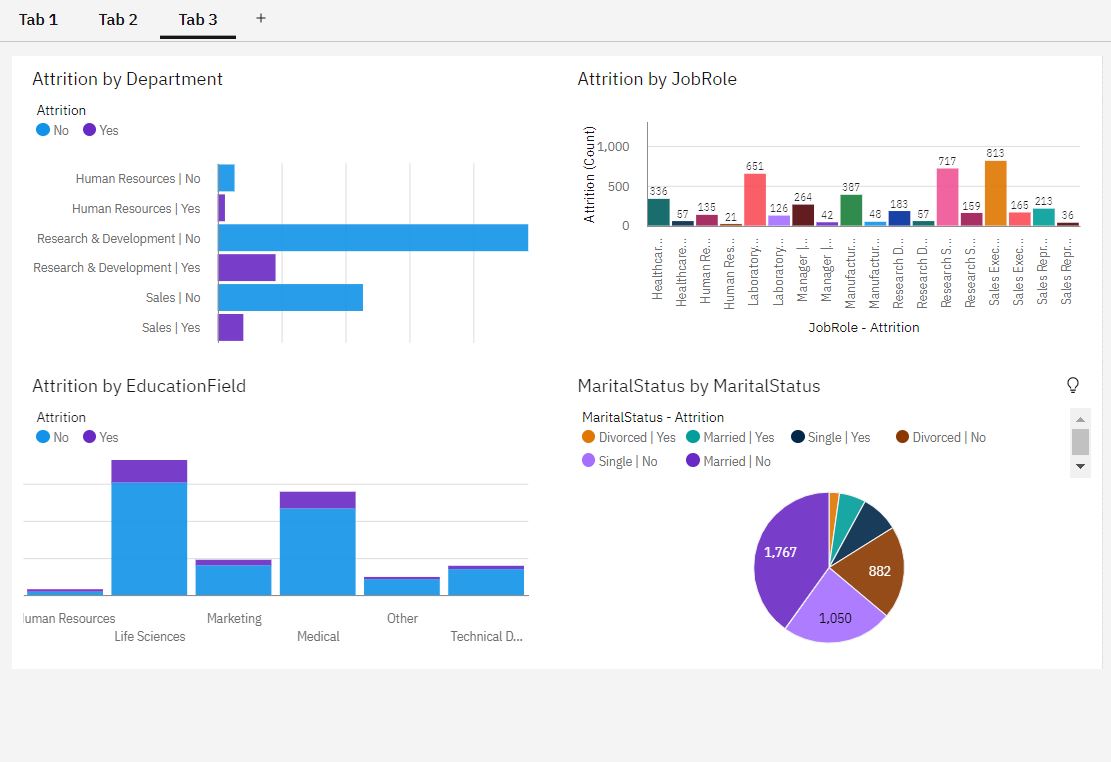 Tab 1 Tab 2 Tab 3 +
Attrition by Department
Attrition
No Yes
Human Resources | No
Human Resources | Yes
Research & Development | No
Research & Development | Yes
Sales | No
Sales | Yes
Attrition by JobRole
Attrition (Count)
1,000
500
0
336 57 135 21 651 126 264 42 387 48 183 57 717 159 813 165 213 36
Healthcar...
Healthcare...
Human Re...
Human Res...
Laboratory...
Laboratory...
Manager |...
Manager |...
Manufactur...
Manufactur...
Research D...
Research D...
Research S...
Research S...
Sales Exec...
Sales Exec...
Sales Repr...
Sales Repr...
JobRole - Attrition
Attrition by EducationField
Attrition
No Yes
uman Resources
Life Sciences
Marketing
Medical
Other
Technical D...
MaritalStatus by MaritalStatus
MaritalStatus - Attrition
Divorced | Yes Married | Yes Single | Yes Divorced | No
Single | No Married | No
1,767
882
1,050